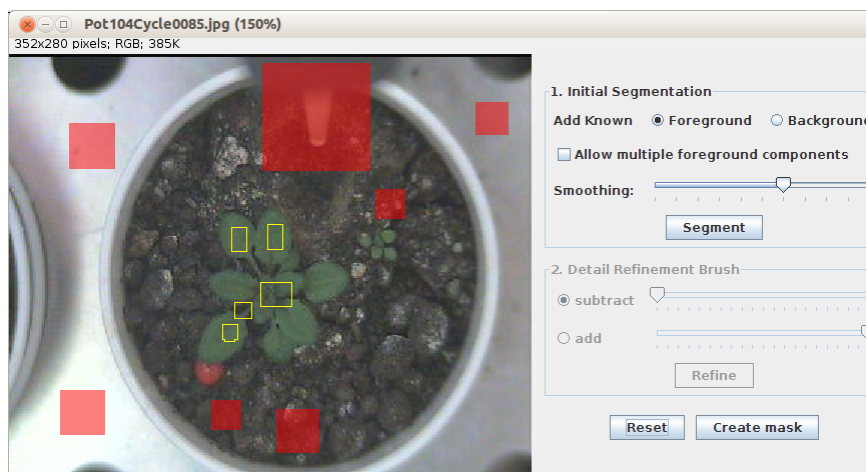 Pot104Cycle0085.jpg (150%)
352x280 pixels; RGB; 385K
1. Initial Segmentation
Add Known Foreground Background
Allow multiple foreground components
Smoothing:
Segment
2. Detail Refinement Brush
subtract
add
Refine
Reset Create mask